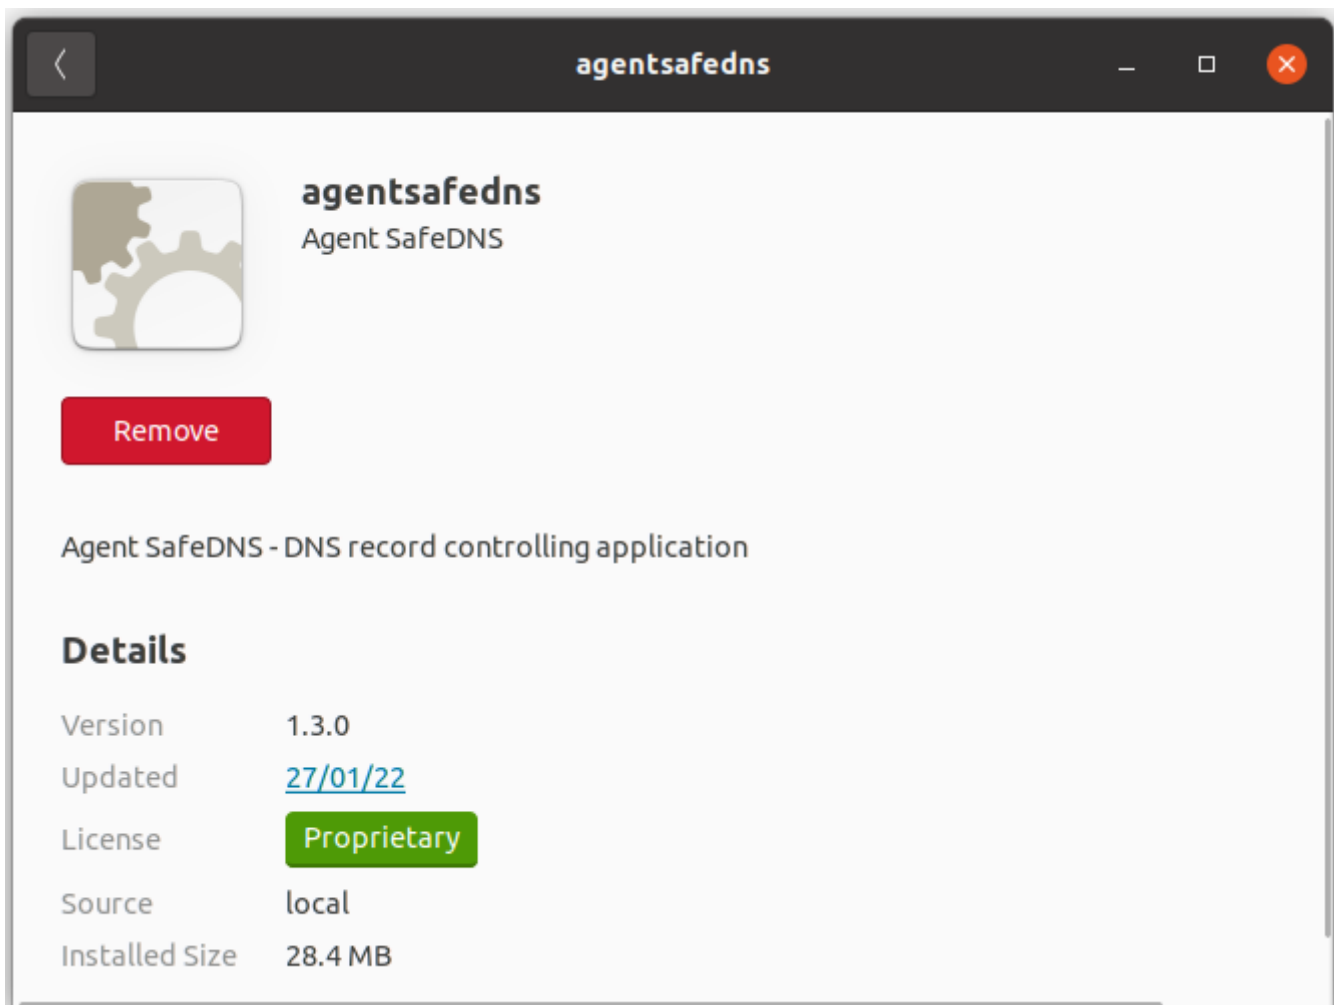 agentsafedns
agentsafedns
Agent SafeDNS
Remove
Agent SafeDNS - DNS record controlling application
Details
Version 1.3.0
Updated 27/01/22
License Proprietary
Source local
Installed Size 28.4 MB